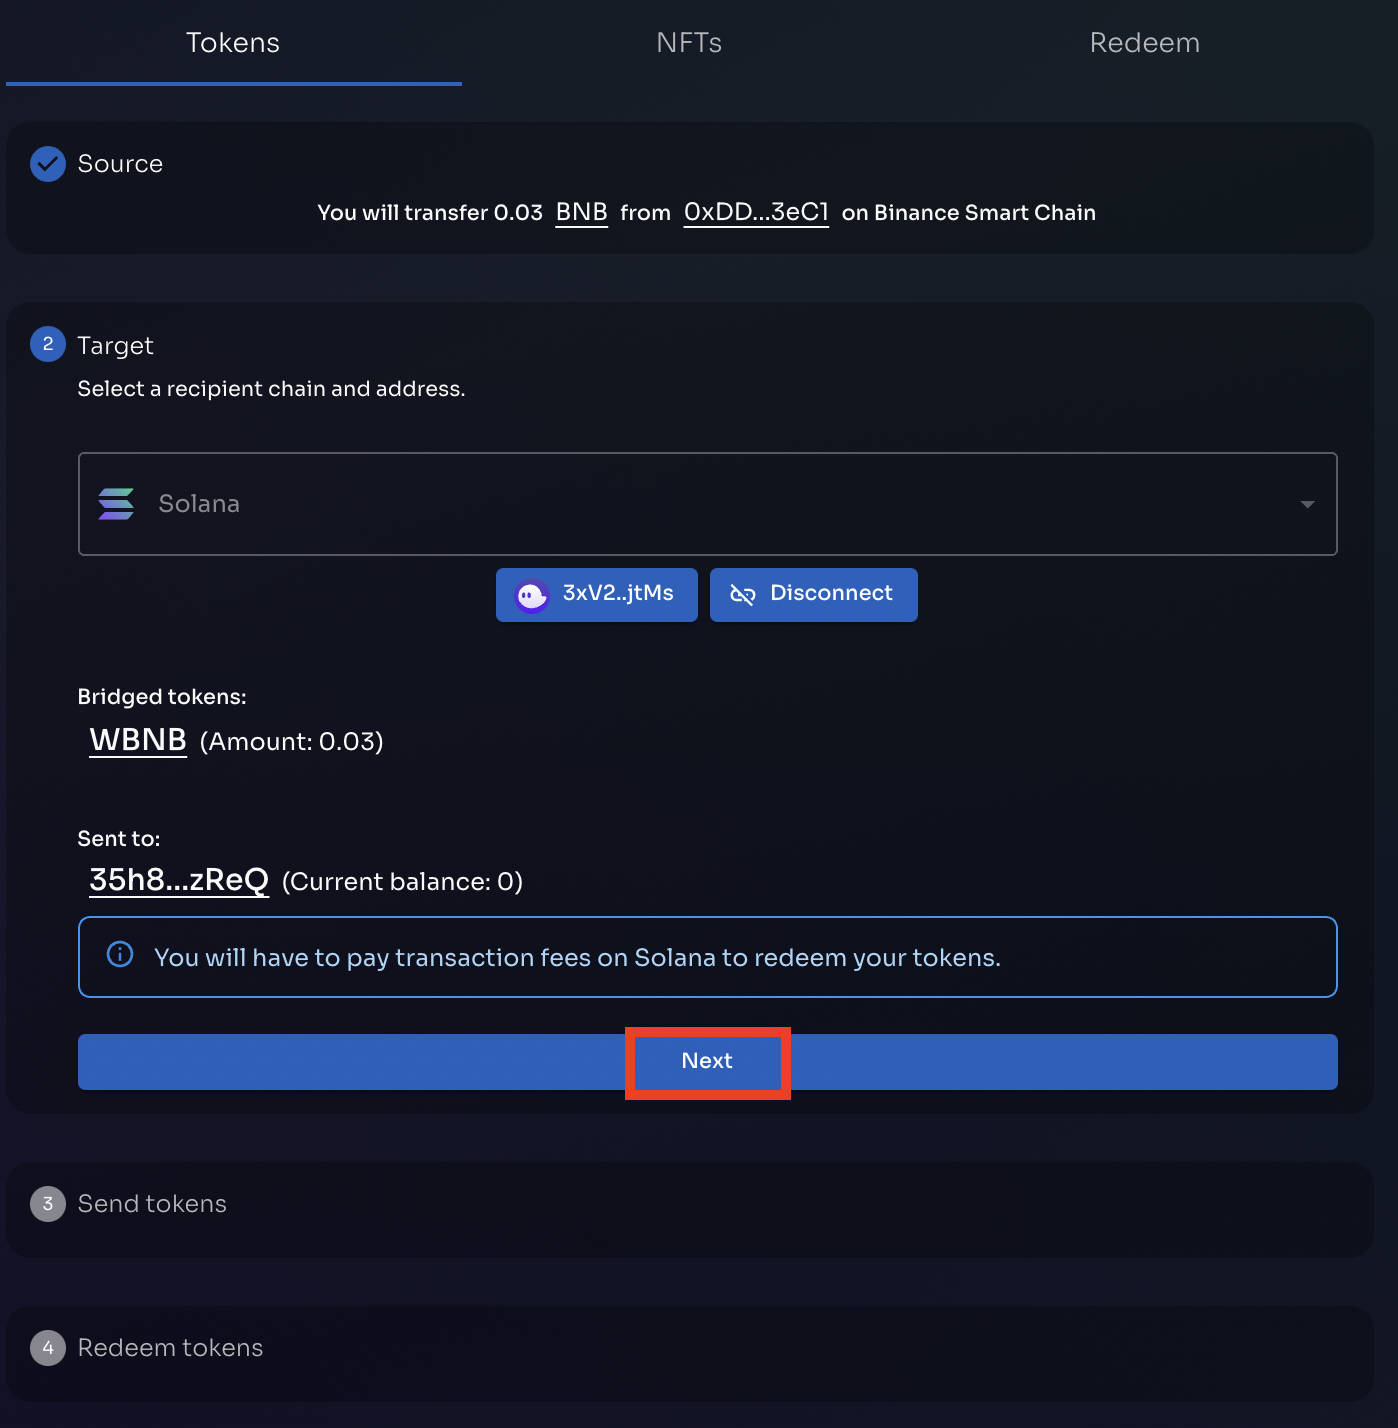 Tokens NFTs Redeem
Source
You will transfer 0.03 BNB from 0xDD...3eC1 on Binance Smart Chain
2 Target
Select a recipient chain and address.
Solana
3xV2..jtMs Disconnect
Bridged tokens:
WBNB (Amount: 0.03)
Sent to:
35h8...zReQ (Current balance: 0)
You will have to pay transaction fees on Solana to redeem your tokens.
Next
3 Send tokens
4 Redeem tokens